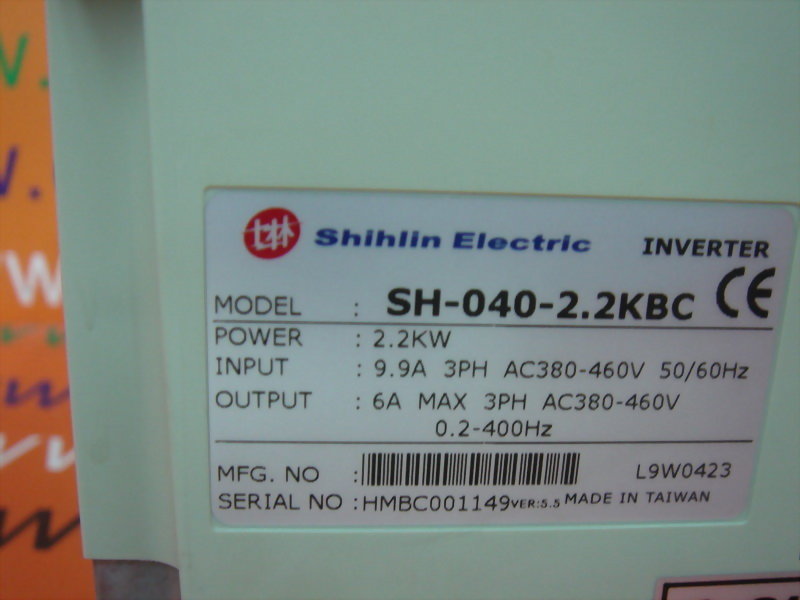 士林 Shihlin Electric INVERTER
MODEL : SH-040-2.2KBC CE
POWER : 2.2KW
INPUT : 9.9A 3PH AC380-460V 50/60Hz
OUTPUT : 6A MAX 3PH AC380-460V
0.2-400Hz
MFG. NO : L9W0423
SERIAL NO : HMBC001149 VER:5.5 MADE IN TAIWAN